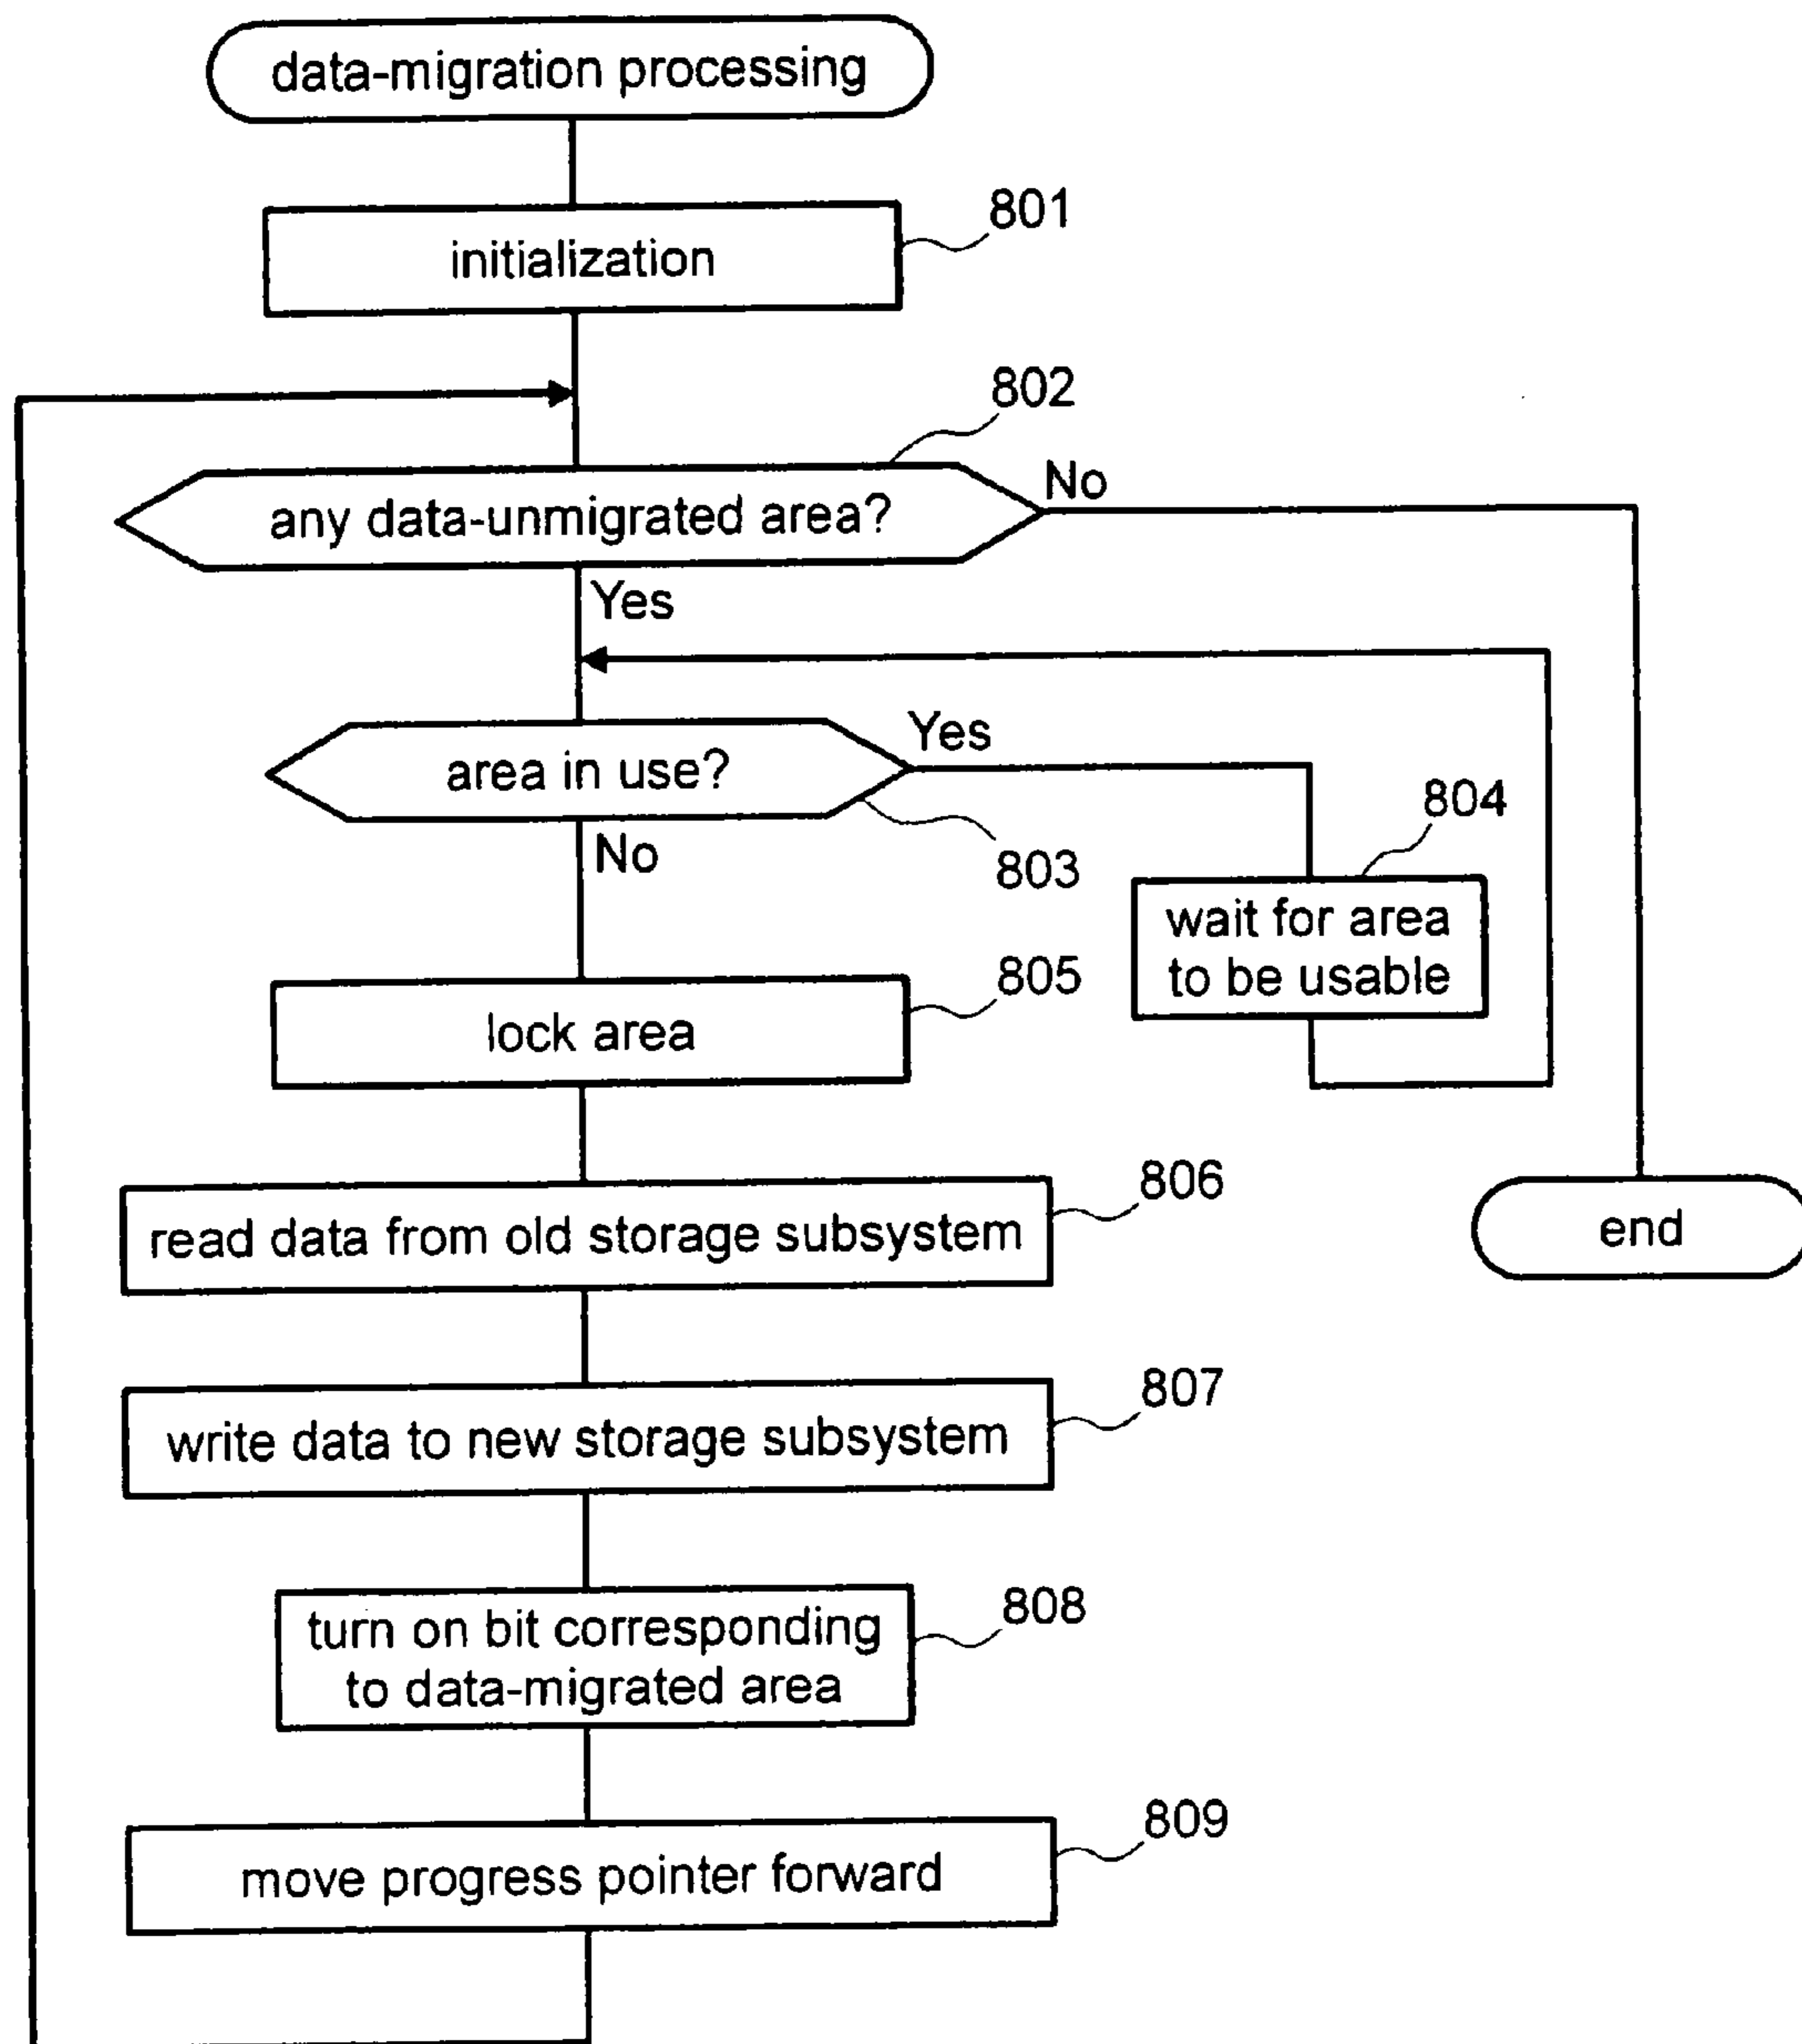 data-migration processing
801
initialization
802
any data-unmigrated area?
No
Yes
area in use?
Yes
803
No
804
wait for area
to be usable
805
lock area
806
read data from old storage subsystem
end
807
write data to new storage subsystem
808
turn on bit corresponding
to data-migrated area
809
move progress pointer forward